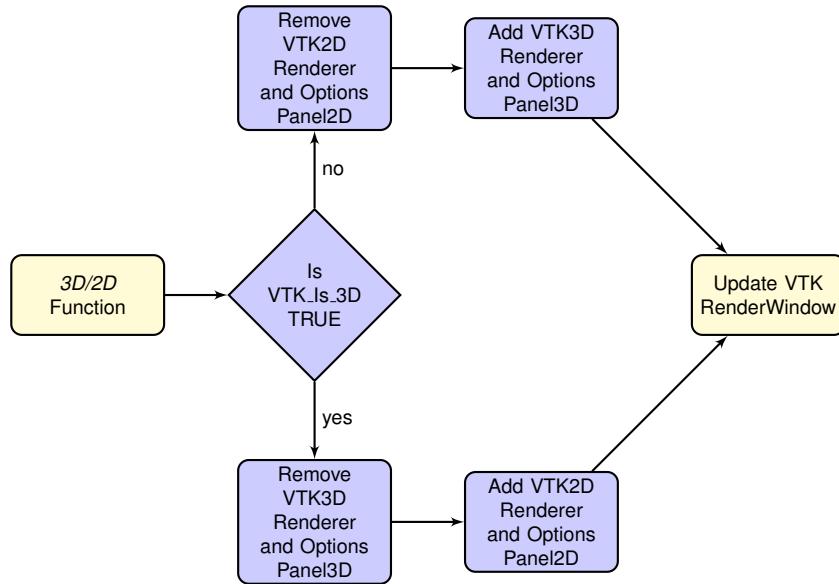 Remove
VTK2D
Renderer
and Options
Panel2D
Add VTK3D
Renderer
and Options
Panel3D
no
3D/2D
Function
Is
VTK_Is_3D
TRUE
Update VTK
RenderWindow
yes
Remove
VTK3D
Renderer
and Options
Panel3D
Add VTK2D
Renderer
and Options
Panel2D